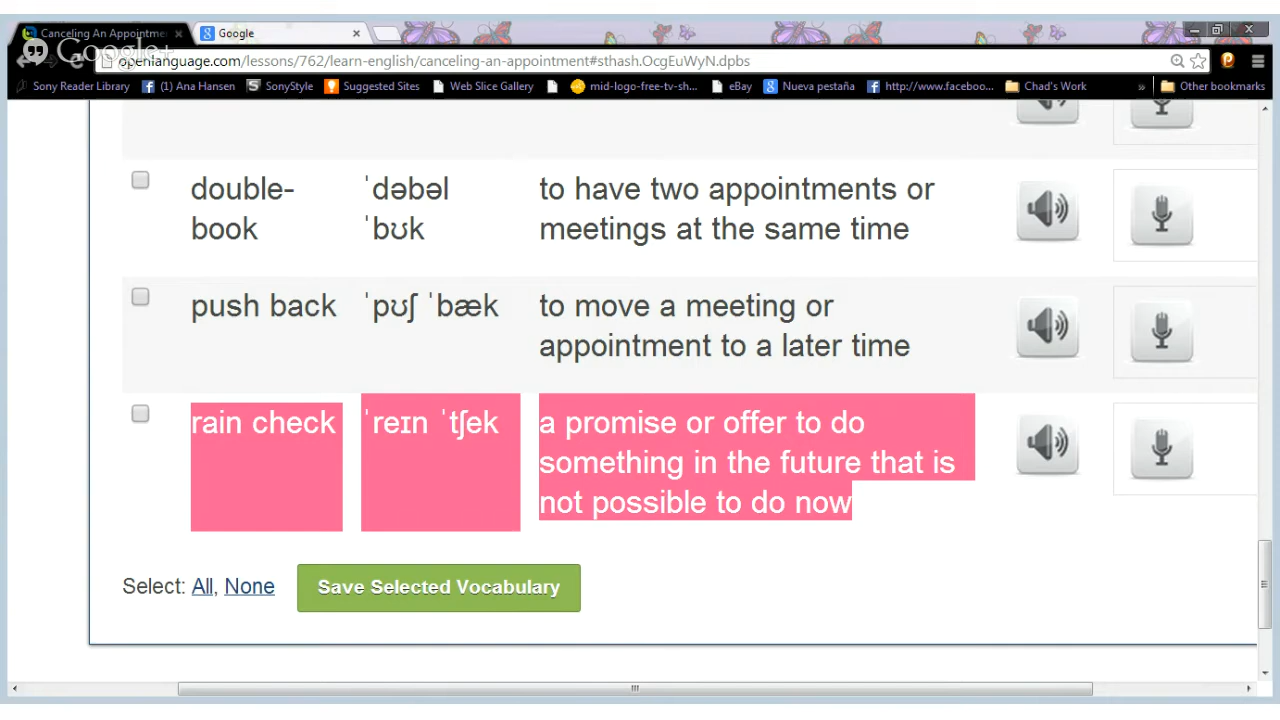 Canceling An Appointme
Google
Google+
openlanguage.com/lessons/762/learn-english/canceling-an-appointment#sthash.OcgEuWyN.dpbs
Sony Reader Library (1) Ana Hansen SonyStyle Suggested Sites Web Slice Gallery mid-logo-free-tv-sh... eBay Nueva pestaña http://www.faceboo... Chad's Work » Other bookmarks
double- ˈdəbəl to have two appointments or
book ˈbʊk meetings at the same time
push back ˈpʊʃ ˈbæk to move a meeting or
appointment to a later time
rain check ˈreɪn ˈtʃek a promise or offer to do
something in the future that is
not possible to do now
Select: All, None Save Selected Vocabulary